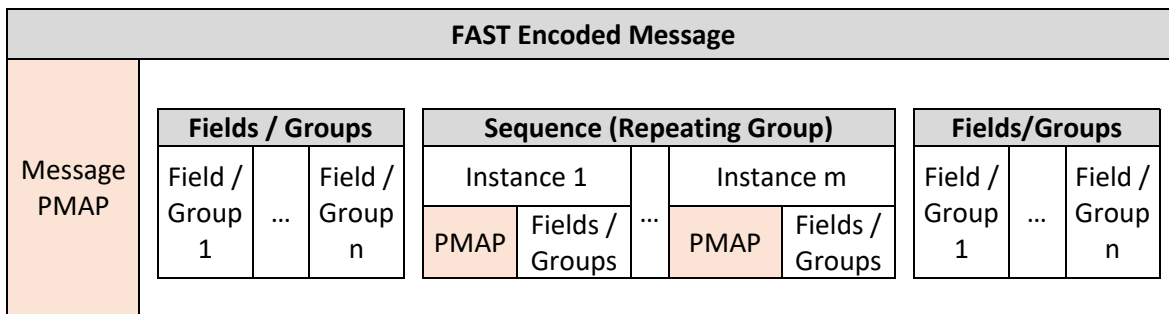 FAST Encoded Message
Message
PMAP
Fields / Groups
Field /
Group
1
...
Field /
Group
n
Sequence (Repeating Group)
Instance 1
PMAP
Fields /
Groups
...
Instance m
PMAP
Fields /
Groups
Fields/Groups
Field /
Group
1
...
Field /
Group
n